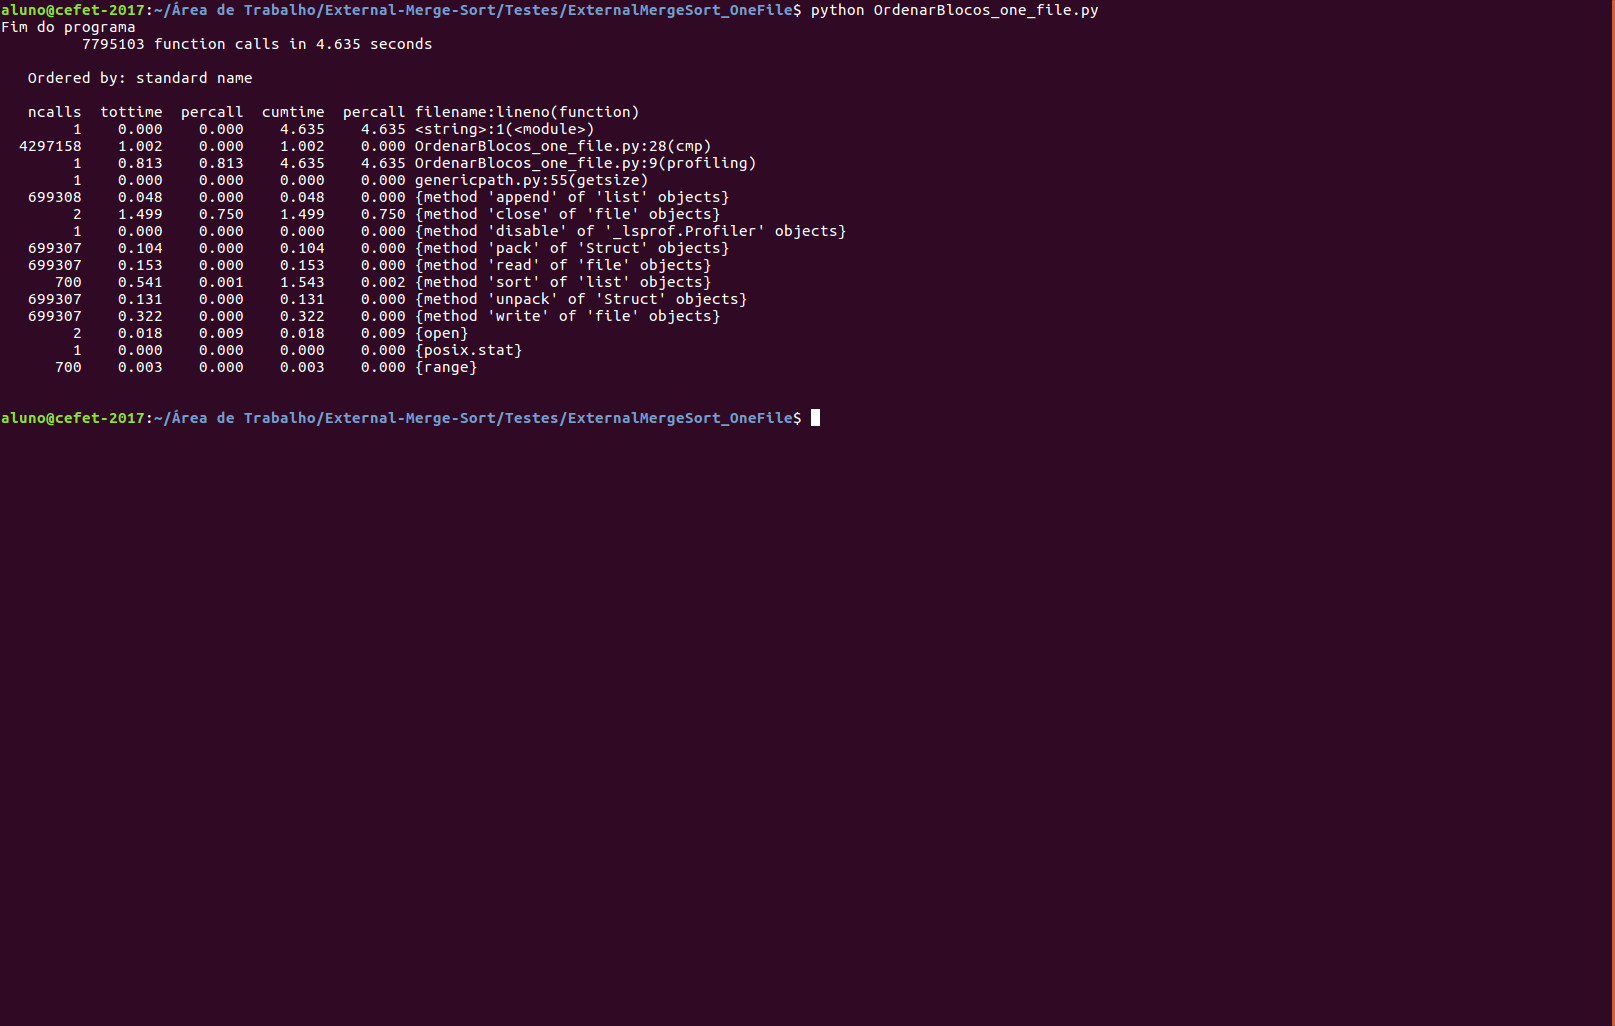 aluno@cefet-2017:~/Área de Trabalho/External-Merge-Sort/Testes/ExternalMergeSort_OneFile$ python OrdenarBlocos_one_file.py
Fim do programa
         7795103 function calls in 4.635 seconds

   Ordered by: standard name

   ncalls  tottime  percall  cumtime  percall filename:lineno(function)
        1    0.000    0.000    4.635    4.635 <string>:1(<module>)
  4297158    1.002    0.000    1.002    0.000 OrdenarBlocos_one_file.py:28(cmp)
        1    0.813    0.813    4.635    4.635 OrdenarBlocos_one_file.py:9(profiling)
        1    0.000    0.000    0.000    0.000 genericpath.py:55(getsize)
   699308    0.048    0.000    0.048    0.000 {method 'append' of 'list' objects}
        2    1.499    0.750    1.499    0.750 {method 'close' of 'file' objects}
        1    0.000    0.000    0.000    0.000 {method 'disable' of '_lsprof.Profiler' objects}
   699307    0.104    0.000    0.104    0.000 {method 'pack' of 'Struct' objects}
   699307    0.153    0.000    0.153    0.000 {method 'read' of 'file' objects}
      700    0.541    0.001    1.543    0.002 {method 'sort' of 'list' objects}
   699307    0.131    0.000    0.131    0.000 {method 'unpack' of 'Struct' objects}
   699307    0.322    0.000    0.322    0.000 {method 'write' of 'file' objects}
        2    0.018    0.009    0.018    0.009 {open}
        1    0.000    0.000    0.000    0.000 {posix.stat}
      700    0.003    0.000    0.003    0.000 {range}

aluno@cefet-2017:~/Área de Trabalho/External-Merge-Sort/Testes/ExternalMergeSort_OneFile$